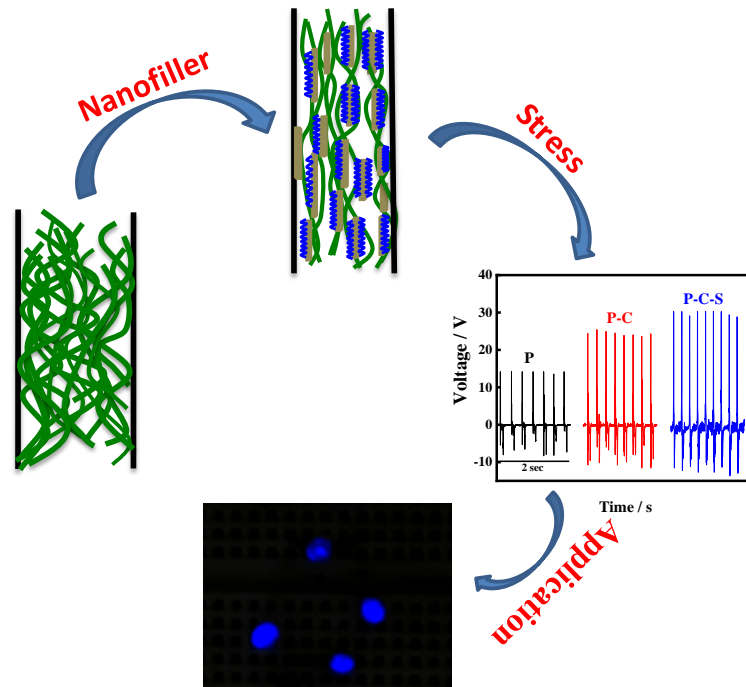 Nanofiller
Stress
40
30
20
10
0
-10
Voltage / V
P
P-C
P-C-S
2 sec
Time / s
Application